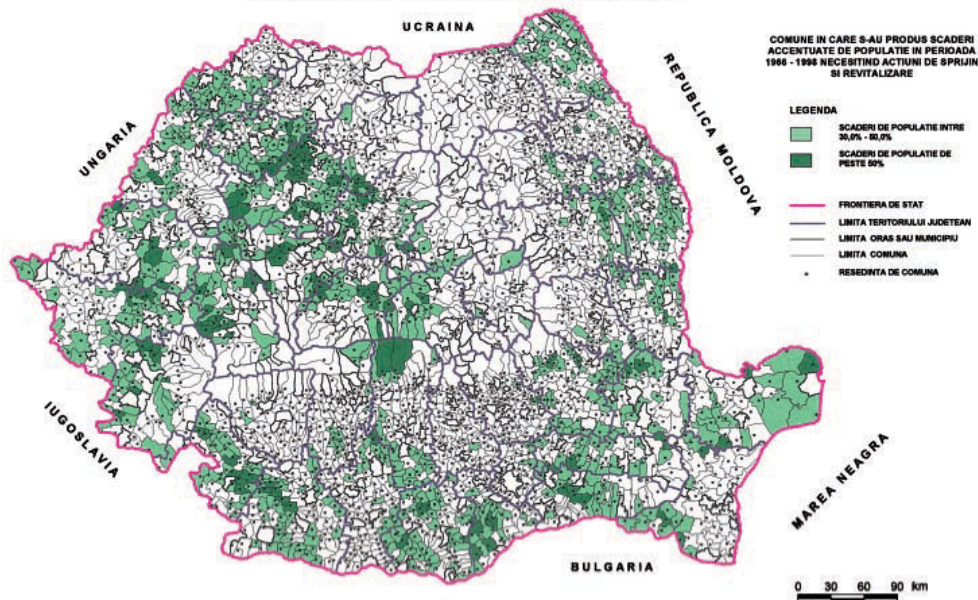 UCRAINA
COMUNE IN CARE S-AU PRODUS SCADERI
ACCENTUATE DE POPULATIE IN PERIOADA
1966 - 1998 NECESITIND ACTIUNI DE SPRIJIN
SI REVITALIZARE
REPUBLICA MOLDOVA
UNGARIA
LEGENDA
SCADERI DE POPULATIE INTRE
30,0% - 50,0%
SCADERI DE POPULATIE DE
PESTE 50%
FRONTIERA DE STAT
LIMITA TERITORIULUI JUDETEAN
LIMITA ORAS SAU MUNICIPIU
LIMITA COMUNA
RESEDINTA DE COMUNA
IUGOSLAVIA
MAREA NEAGRA
BULGARIA
0 30 60 90 km